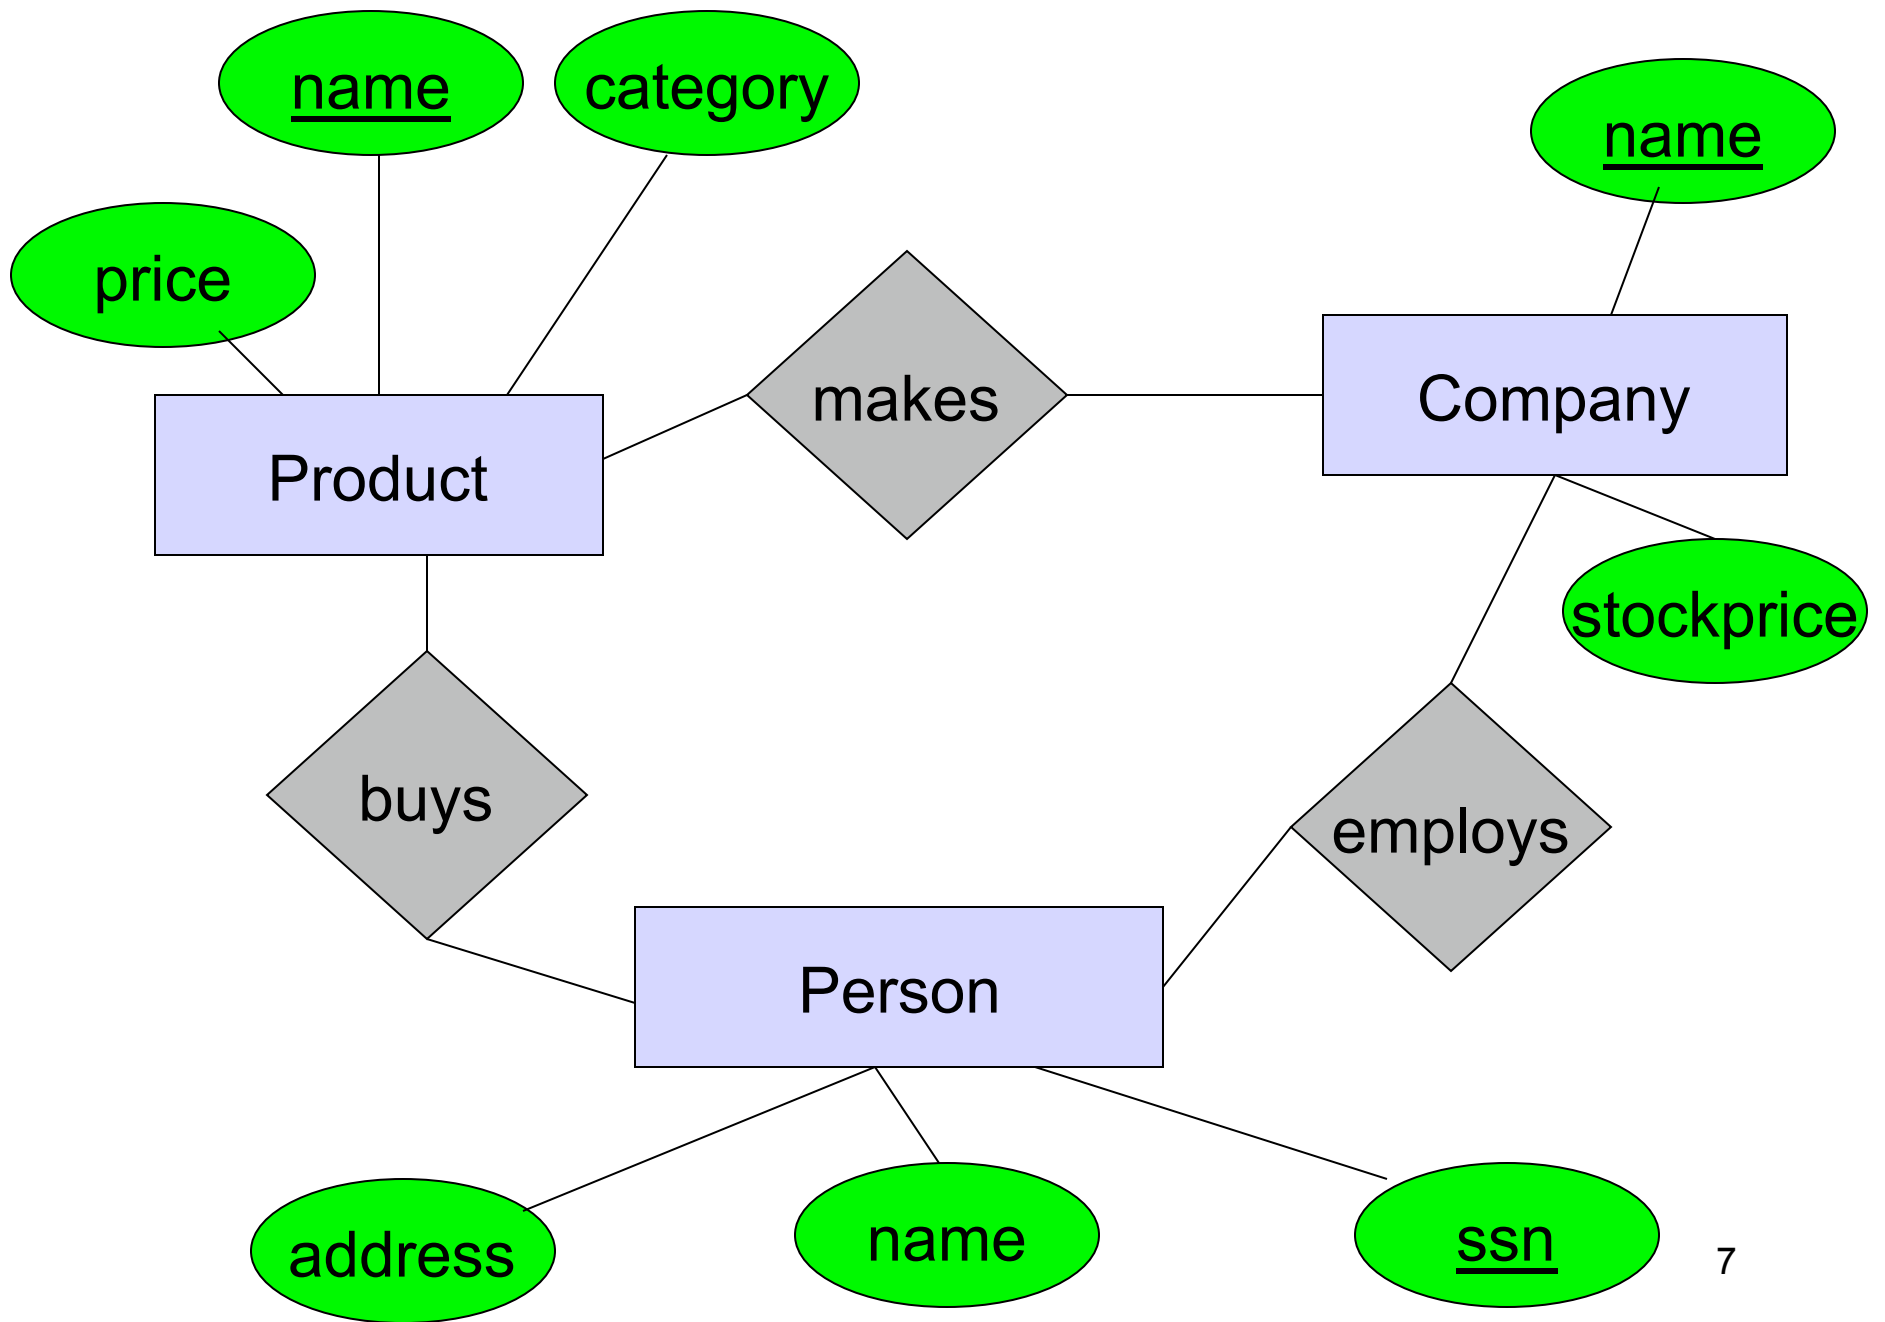 name
category
name
price
makes
Company
Product
stockprice
buys
employs
Person
address
name
ssn
7